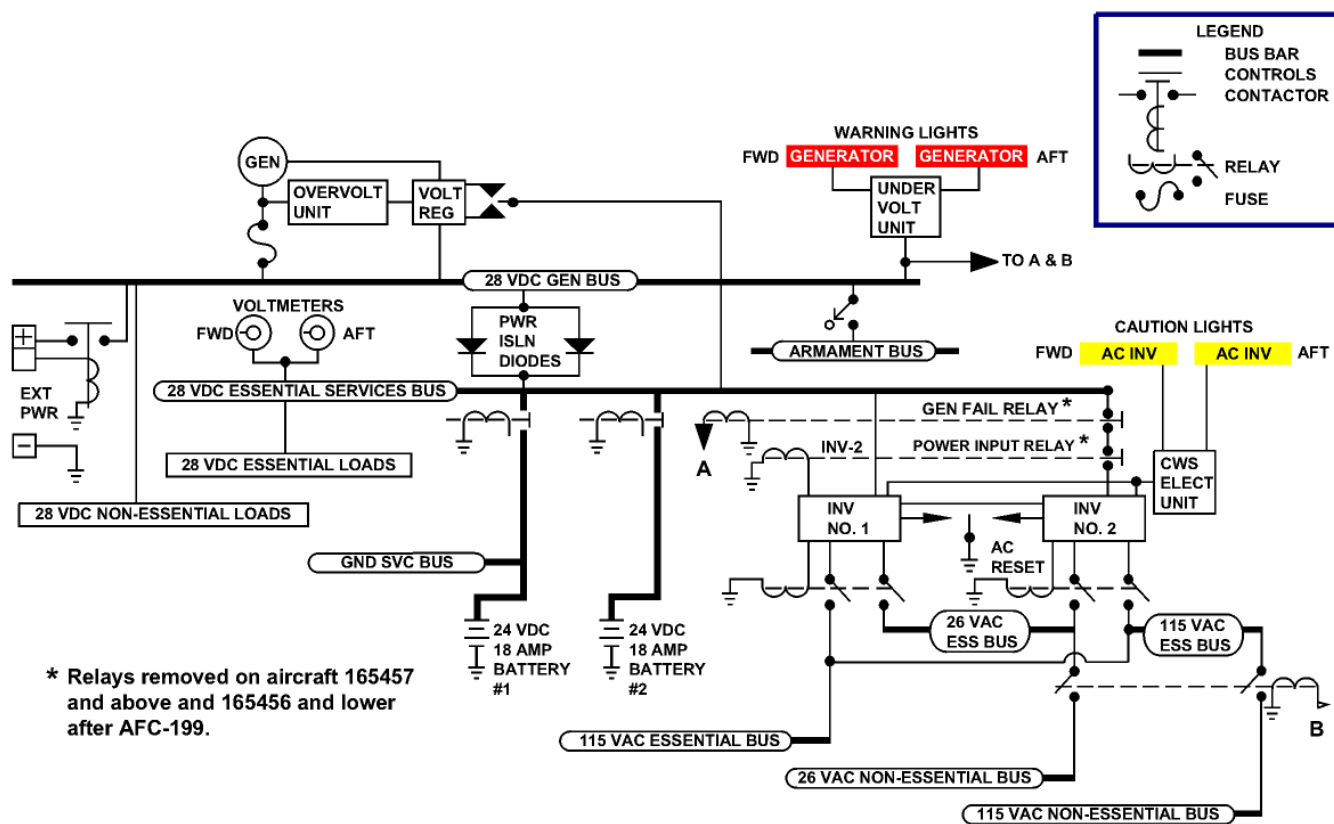 LEGEND
BUS BAR
CONTROLS
CONTACTOR
RELAY
FUSE
WARNING LIGHTS
FWD GENERATOR GENERATOR AFT
UNDER
VOLT
UNIT
TO A & B
GEN
OVERVOLT
UNIT
VOLT
REG
28 VDC GEN BUS
VOLTMETERS
FWD AFT
PWR
ISLN
DIODES
ARMAMENT BUS
CAUTION LIGHTS
FWD AC INV AC INV AFT
+
EXT
PWR
-
28 VDC ESSENTIAL SERVICES BUS
GEN FAIL RELAY *
A
INV-2 POWER INPUT RELAY *
CWS
ELECT
UNIT
28 VDC ESSENTIAL LOADS
28 VDC NON-ESSENTIAL LOADS
INV
NO. 1
INV
NO. 2
AC
RESET
GND SVC BUS
24 VDC
18 AMP
BATTERY
#1
24 VDC
18 AMP
BATTERY
#2
26 VAC
ESS BUS
115 VAC
ESS BUS
* Relays removed on aircraft 165457
and above and 165456 and lower
after AFC-199.
B
115 VAC ESSENTIAL BUS
26 VAC NON-ESSENTIAL BUS
115 VAC NON-ESSENTIAL BUS